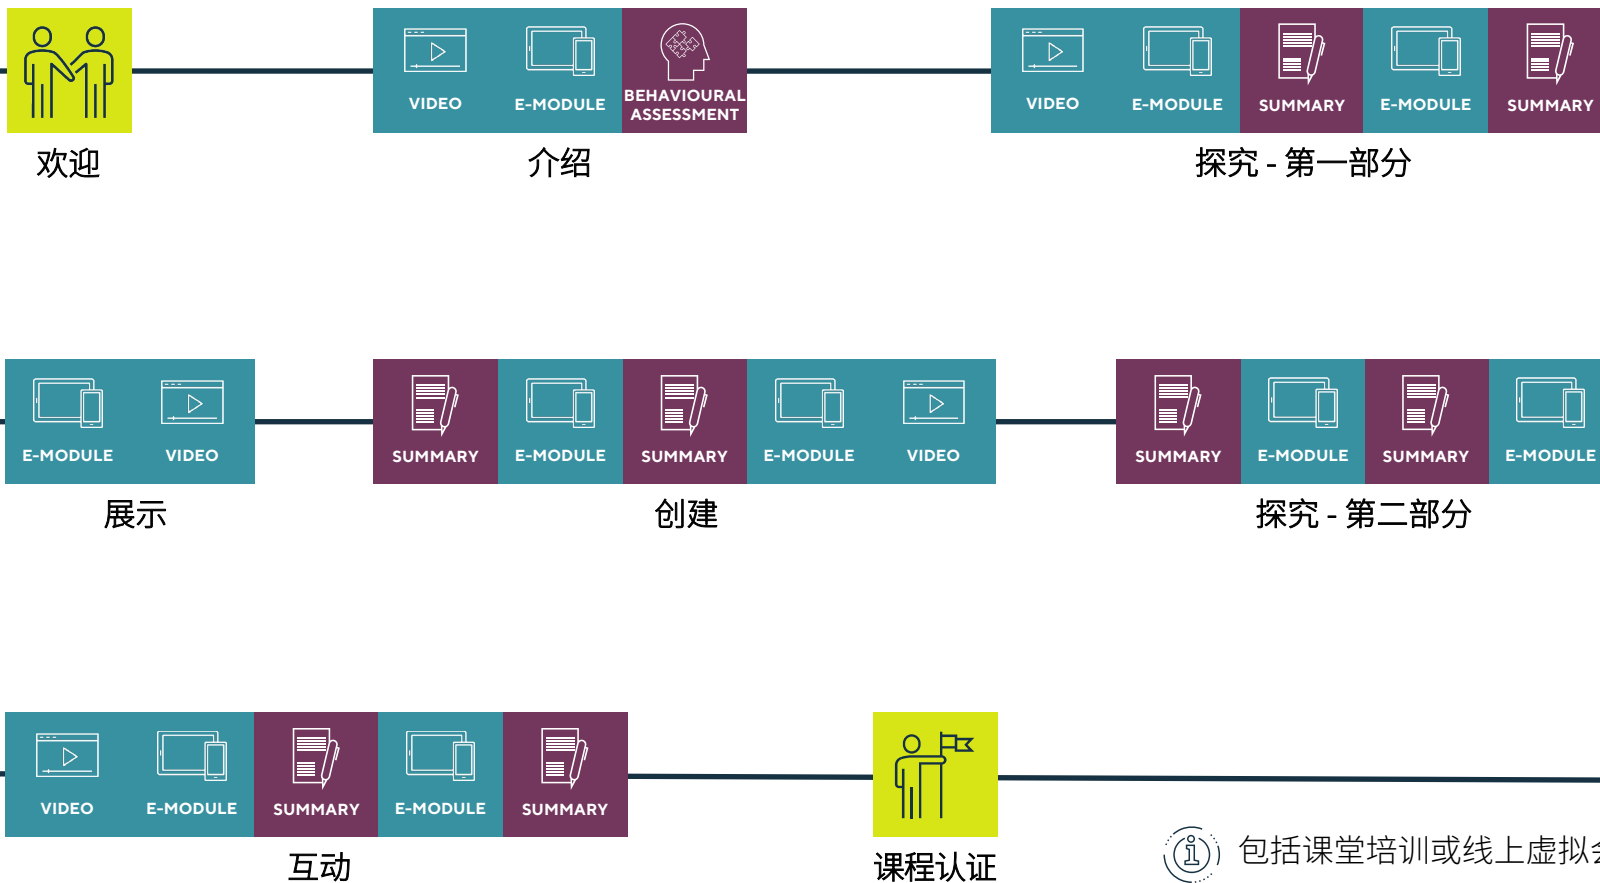 VIDEO
E-MODULE
BEHAVIOURAL
ASSESSMENT
VIDEO
E-MODULE
SUMMARY
E-MODULE
SUMMARY
欢迎
介绍
探究 - 第一部分
E-MODULE
VIDEO
SUMMARY
E-MODULE
SUMMARY
E-MODULE
VIDEO
SUMMARY
E-MODULE
SUMMARY
E-MODULE
展示
创建
探究 - 第二部分
VIDEO
E-MODULE
SUMMARY
E-MODULE
SUMMARY
互动
课程认证
包括课堂培训或线上虚拟会